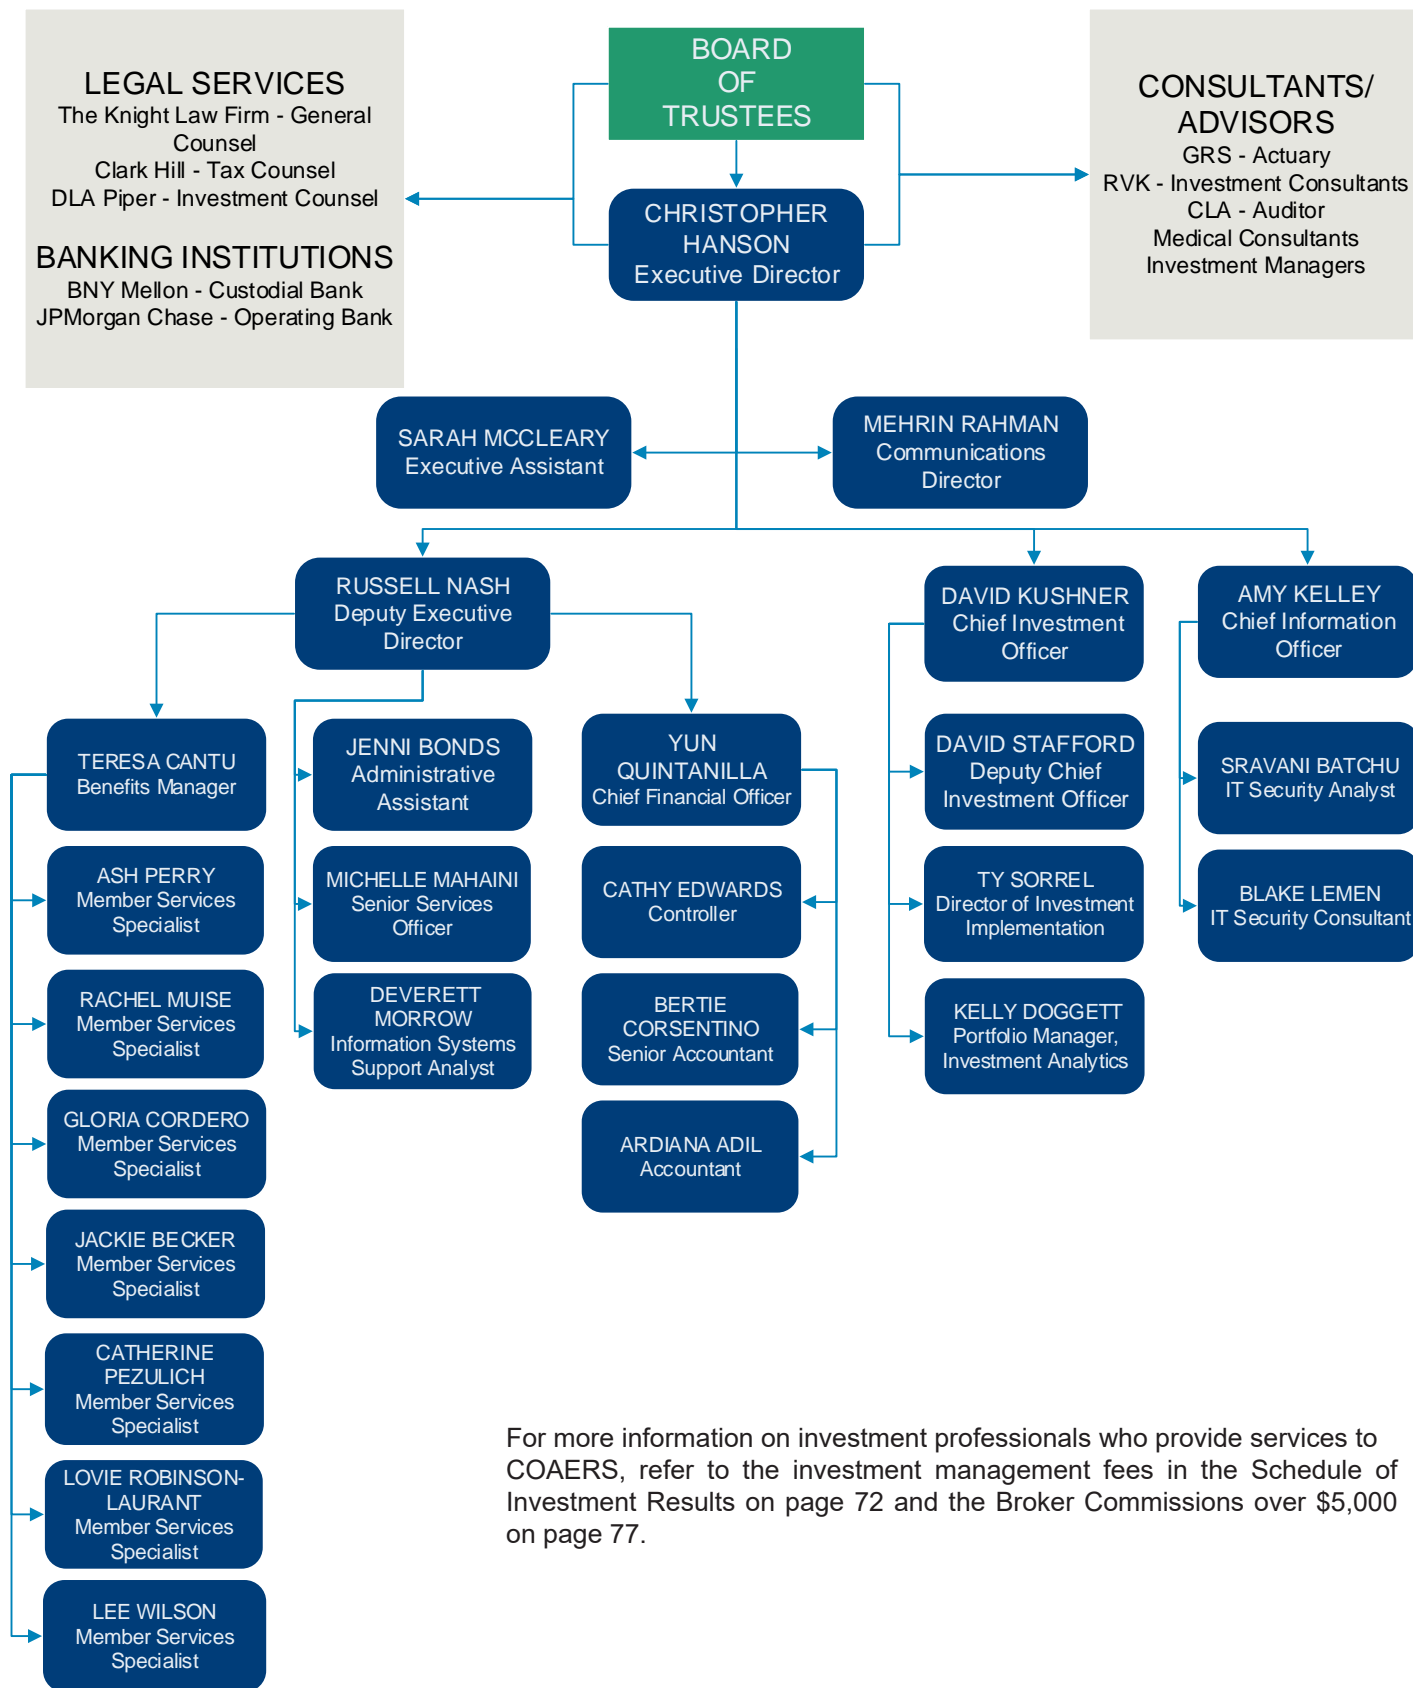 LEGAL SERVICES
The Knight Law Firm - General
Counsel
Clark Hill - Tax Counsel
DLA Piper - Investment Counsel
BANKING INSTITUTIONS
BNY Mellon - Custodial Bank
JPMorgan Chase - Operating Bank
BOARD
OF
TRUSTEES
CHRISTOPHER
HANSON
Executive Director
CONSULTANTS/
ADVISORS
GRS - Actuary
RVK - Investment Consultants
CLA - Auditor
Medical Consultants
Investment Managers
SARAH MCCLEARY
Executive Assistant
MEHRIN RAHMAN
Communications
Director
RUSSELL NASH
Deputy Executive
Director
DAVID KUSHNER
Chief Investment
Officer
AMY KELLEY
Chief Information
Officer
TERESA CANTU
Benefits Manager
ASH PERRY
Member Services
Specialist
RACHEL MUISE
Member Services
Specialist
GLORIA CORDERO
Member Services
Specialist
JACKIE BECKER
Member Services
Specialist
CATHERINE
PEZULICH
Member Services
Specialist
LOVIE ROBINSON-
LAURANT
Member Services
Specialist
LEE WILSON
Member Services
Specialist
JENNI BONDS
Administrative
Assistant
MICHELLE MAHAINI
Senior Services
Officer
DEVERETT
MORROW
Information Systems
Support Analyst
YUN
QUINTANILLA
Chief Financial Officer
CATHY EDWARDS
Controller
BERTIE
CORSENTINO
Senior Accountant
ARDIANA ADIL
Accountant
DAVID STAFFORD
Deputy Chief
Investment Officer
TY SORREL
Director of Investment
Implementation
KELLY DOGGETT
Portfolio Manager,
Investment Analytics
SRAVANI BATCHU
IT Security Analyst
BLAKE LEMEN
IT Security Consultant
For more information on investment professionals who provide services to
COAERS, refer to the investment management fees in the Schedule of
Investment Results on page 72 and the Broker Commissions over $5,000
on page 77.